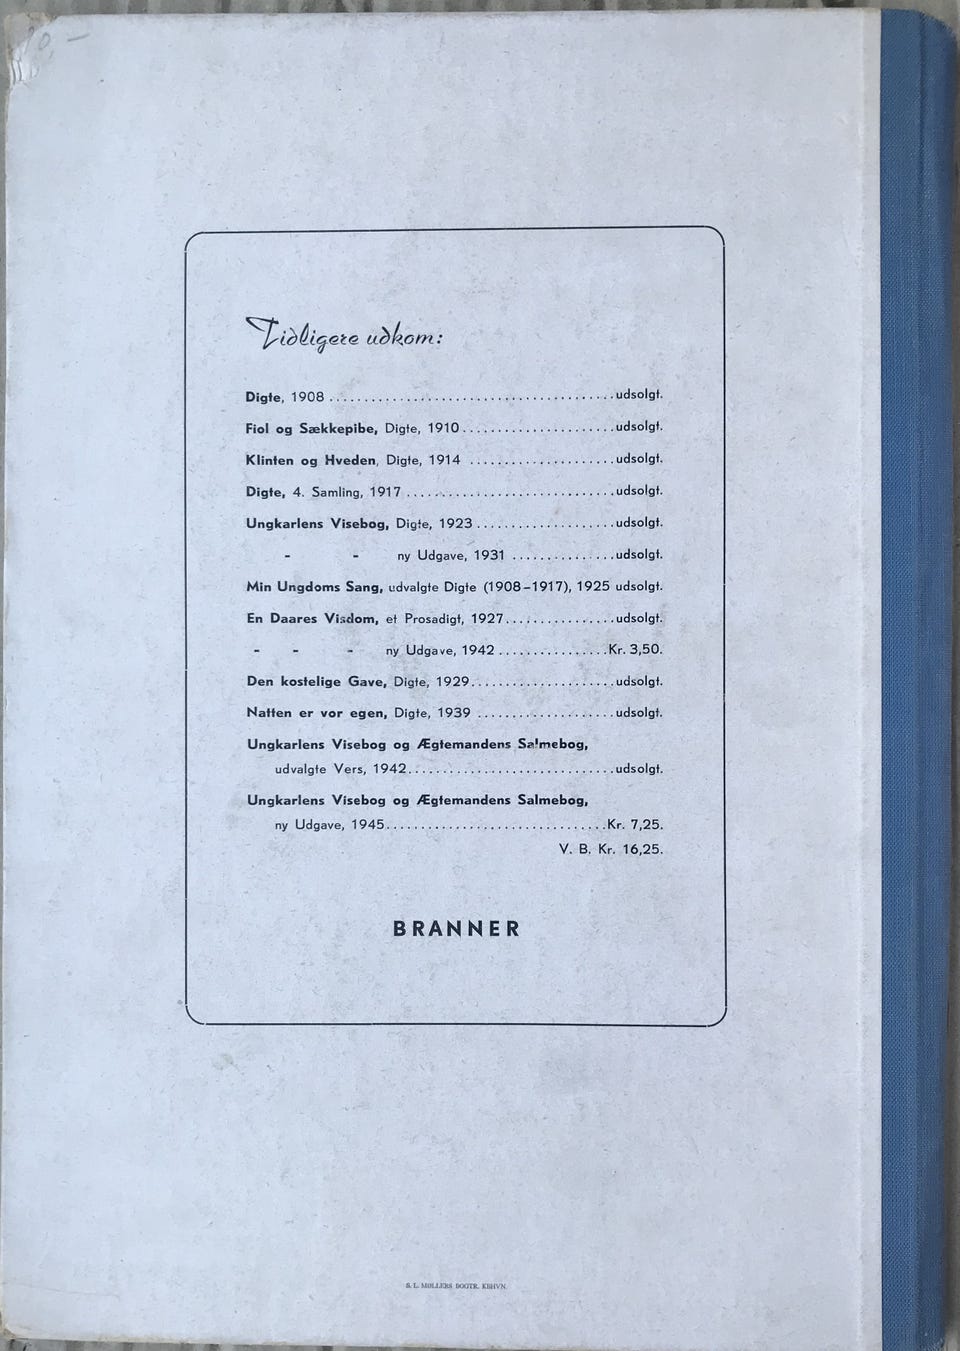 10,-
Tidligere udkom:
Digte, 1908 ........................................ udsolgt.
Fiol og Sækkepibe, Digte, 1910 ...................... udsolgt.
Klinten og Hveden, Digte, 1914 ..................... udsolgt.
Digte, 4. Samling, 1917 .............................. udsolgt.
Ungkarlens Visebog, Digte, 1923 .................... udsolgt.
- - ny Udgave, 1931 ............... udsolgt.
Min Ungdoms Sang, udvalgte Digte (1908-1917), 1925 udsolgt.
En Daares Visdom, et Prosadigt, 1927 ................ udsolgt.
- - - ny Udgave, 1942 ................ Kr. 3,50.
Den kostelige Gave, Digte, 1929 ..................... udsolgt.
Natten er vor egen, Digte, 1939 .................... udsolgt.
Ungkarlens Visebog og Ægtemandens Salmebog,
udvalgte Vers, 1942 .............................. udsolgt.
Ungkarlens Visebog og Ægtemandens Salmebog,
ny Udgave, 1945 ................................ Kr. 7,25.
V. B. Kr. 16,25.
BRANNER
S. L. MØLLERS BOGTR. KBHVN.